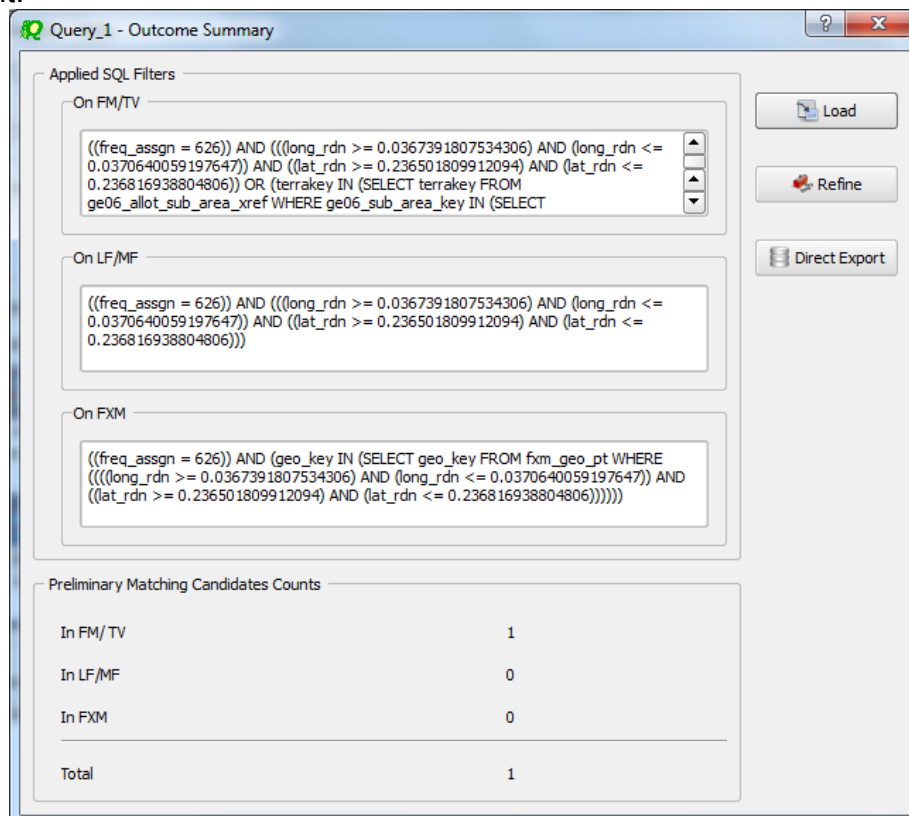 Query_1 - Outcome Summary
?
X
Applied SQL Filters
On FM/TV
((freq_assgn = 626)) AND (((long_rdn >= 0.0367391807534306) AND (long_rdn <=
0.0370640059197647)) AND ((lat_rdn >= 0.236501809912094) AND (lat_rdn <=
0.236816938804806)) OR (terrakey IN (SELECT terrakey FROM
ge06_allot_sub_area_xref WHERE ge06_sub_area_key IN (SELECT
Load
Refine
Direct Export
On LF/MF
((freq_assgn = 626)) AND (((long_rdn >= 0.0367391807534306) AND (long_rdn <=
0.0370640059197647)) AND ((lat_rdn >= 0.236501809912094) AND (lat_rdn <=
0.236816938804806)))
On FXM
((freq_assgn = 626)) AND (geo_key IN (SELECT geo_key FROM fxm_geo_pt WHERE
((((long_rdn >= 0.0367391807534306) AND (long_rdn <= 0.0370640059197647)) AND
((lat_rdn >= 0.236501809912094) AND (lat_rdn <= 0.236816938804806))))))
Preliminary Matching Candidates Counts
In FM/ TV 1
In LF/MF 0
In FXM 0
Total 1